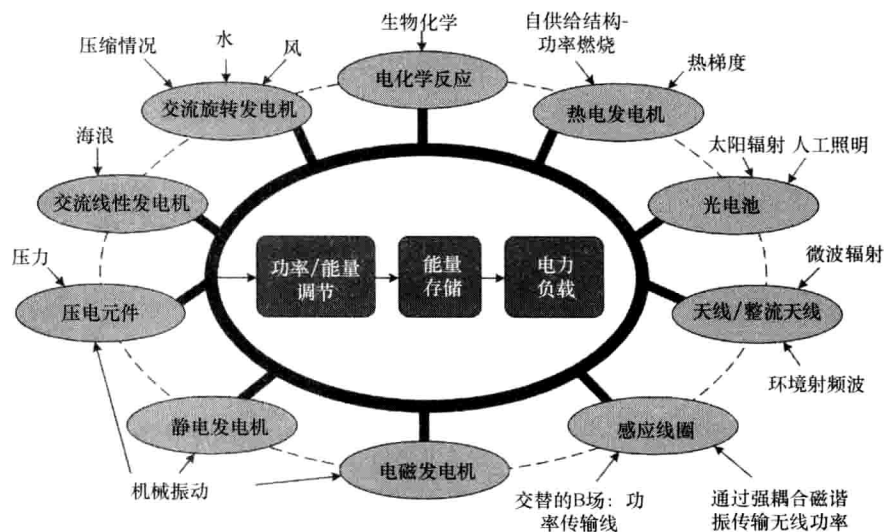 生物化学
自供给结构-
功率燃烧
压缩情况
水
风
电化学反应
热梯度
交流旋转发电机
热电发电机
海浪
太阳辐射 人工照明
交流线性发电机
光电池
压力
功率/能量
调节
能量
存储
电力
负载
微波辐射
压电元件
天线/整流天线
环境射频波
静电发电机
感应线圈
电磁发电机
机械振动
交替的B场：功
率传输线
通过强耦合磁谐
振传输无线功率